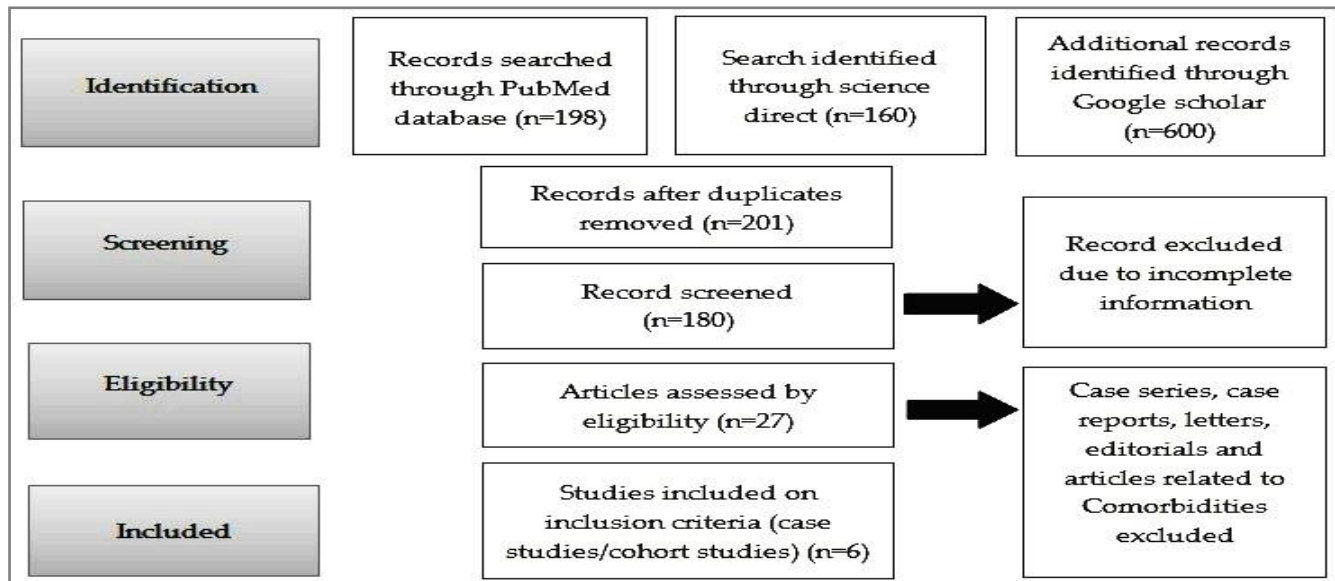 Identification
Records searched
through PubMed
database (n=198)
Search identified
through science
direct (n=160)
Additional records
identified through
Google scholar
(n=600)
Screening
Records after duplicates
removed (n=201)
Record screened
(n=180)
Record excluded
due to incomplete
information
Eligibility
Articles assessed by
eligibility (n=27)
Case series, case
reports, letters,
editorials and
articles related to
Comorbidities
excluded
Included
Studies included on
inclusion criteria (case
studies/cohort studies) (n=6)